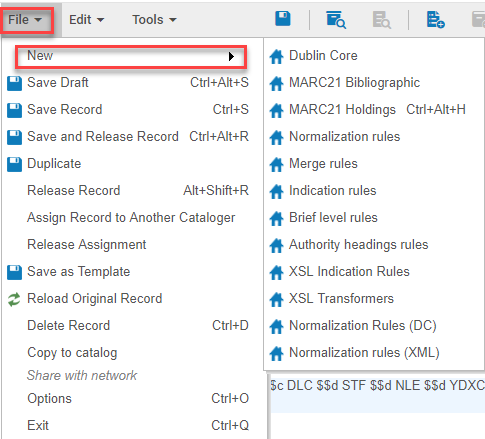 File Edit Tools
New
Save Draft Ctrl+Alt+S
Save Record Ctrl+S
Save and Release Record Ctrl+Alt+R
Duplicate
Release Record Alt+Shift+R
Assign Record to Another Cataloger
Release Assignment
Save as Template
Reload Original Record
Delete Record Ctrl+D
Copy to catalog
Share with network
Options Ctrl+O
Exit Ctrl+Q
Dublin Core
MARC21 Bibliographic
MARC21 Holdings Ctrl+Alt+H
Normalization rules
Merge rules
Indication rules
Brief level rules
Authority headings rules
XSL Indication Rules
XSL Transformers
Normalization Rules (DC)
Normalization rules (XML)
$c DLC $$d STF $$d NLE $$d YDXC